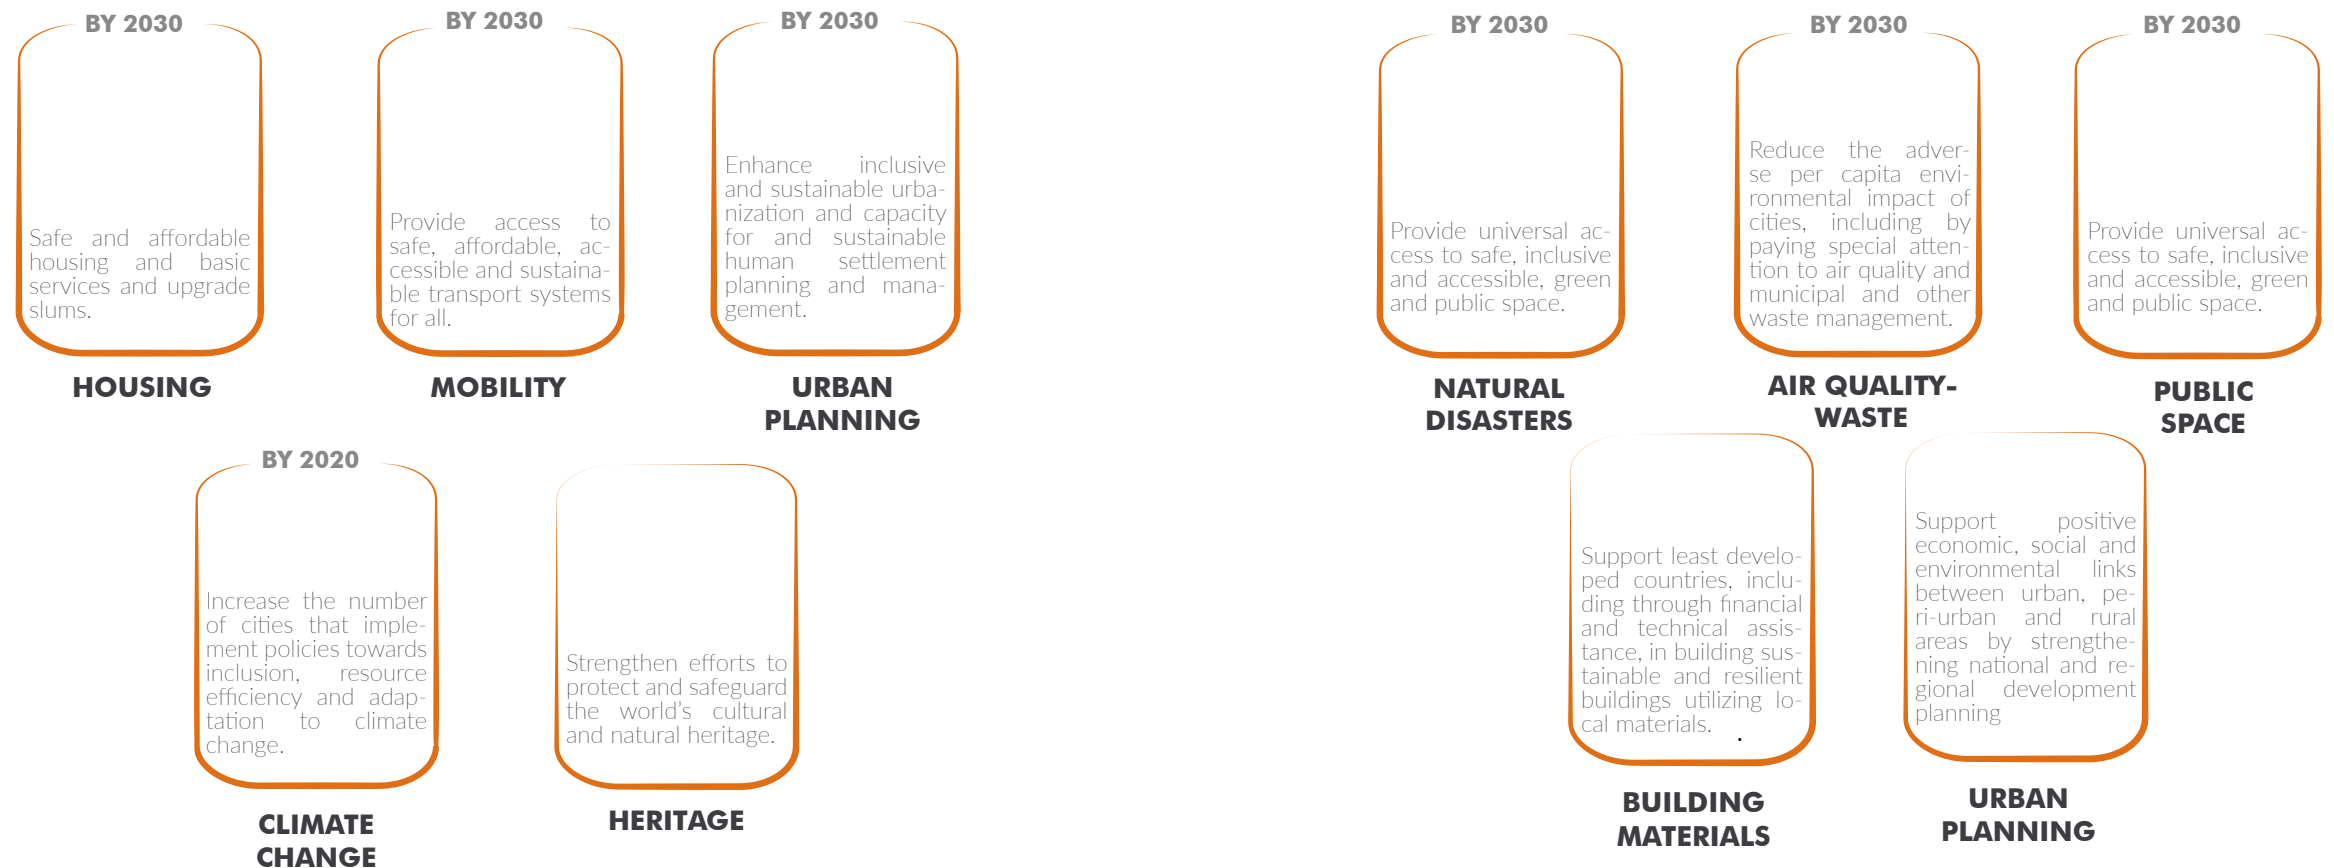 BY 2030
Safe and affordable
housing and basic
services and upgrade
slums.
HOUSING
BY 2030
Provide access to
safe, affordable, ac-
cessible and sustaina-
ble transport systems
for all.
MOBILITY
BY 2030
Enhance inclusive
and sustainable urba-
nization and capacity
for and sustainable
human settlement
planning and mana-
gement.
URBAN
PLANNING
BY 2030
Provide universal ac-
cess to safe, inclusive
and accessible, green
and public space.
NATURAL
DISASTERS
BY 2030
Reduce the adver-
se per capita envi-
ronmental impact of
cities, including by
paying special atten-
tion to air quality and
municipal and other
waste management.
AIR QUALITY-
WASTE
BY 2030
Provide universal ac-
cess to safe, inclusive
and accessible, green
and public space.
PUBLIC
SPACE
BY 2020
Increase the number
of cities that imple-
ment policies towards
inclusion, resource
efficiency and adap-
tation to climate
change.
CLIMATE
CHANGE
Strengthen efforts to
protect and safeguard
the world's cultural
and natural heritage.
HERITAGE
Support least develo-
ped countries, inclu-
ding through financial
and technical assis-
tance, in building sus-
tainable and resilient
buildings utilizing lo-
cal materials. .
BUILDING
MATERIALS
Support positive
economic, social and
environmental links
between urban, pe-
ri-urban and rural
areas by strengthe-
ning national and re-
gional development
planning
URBAN
PLANNING